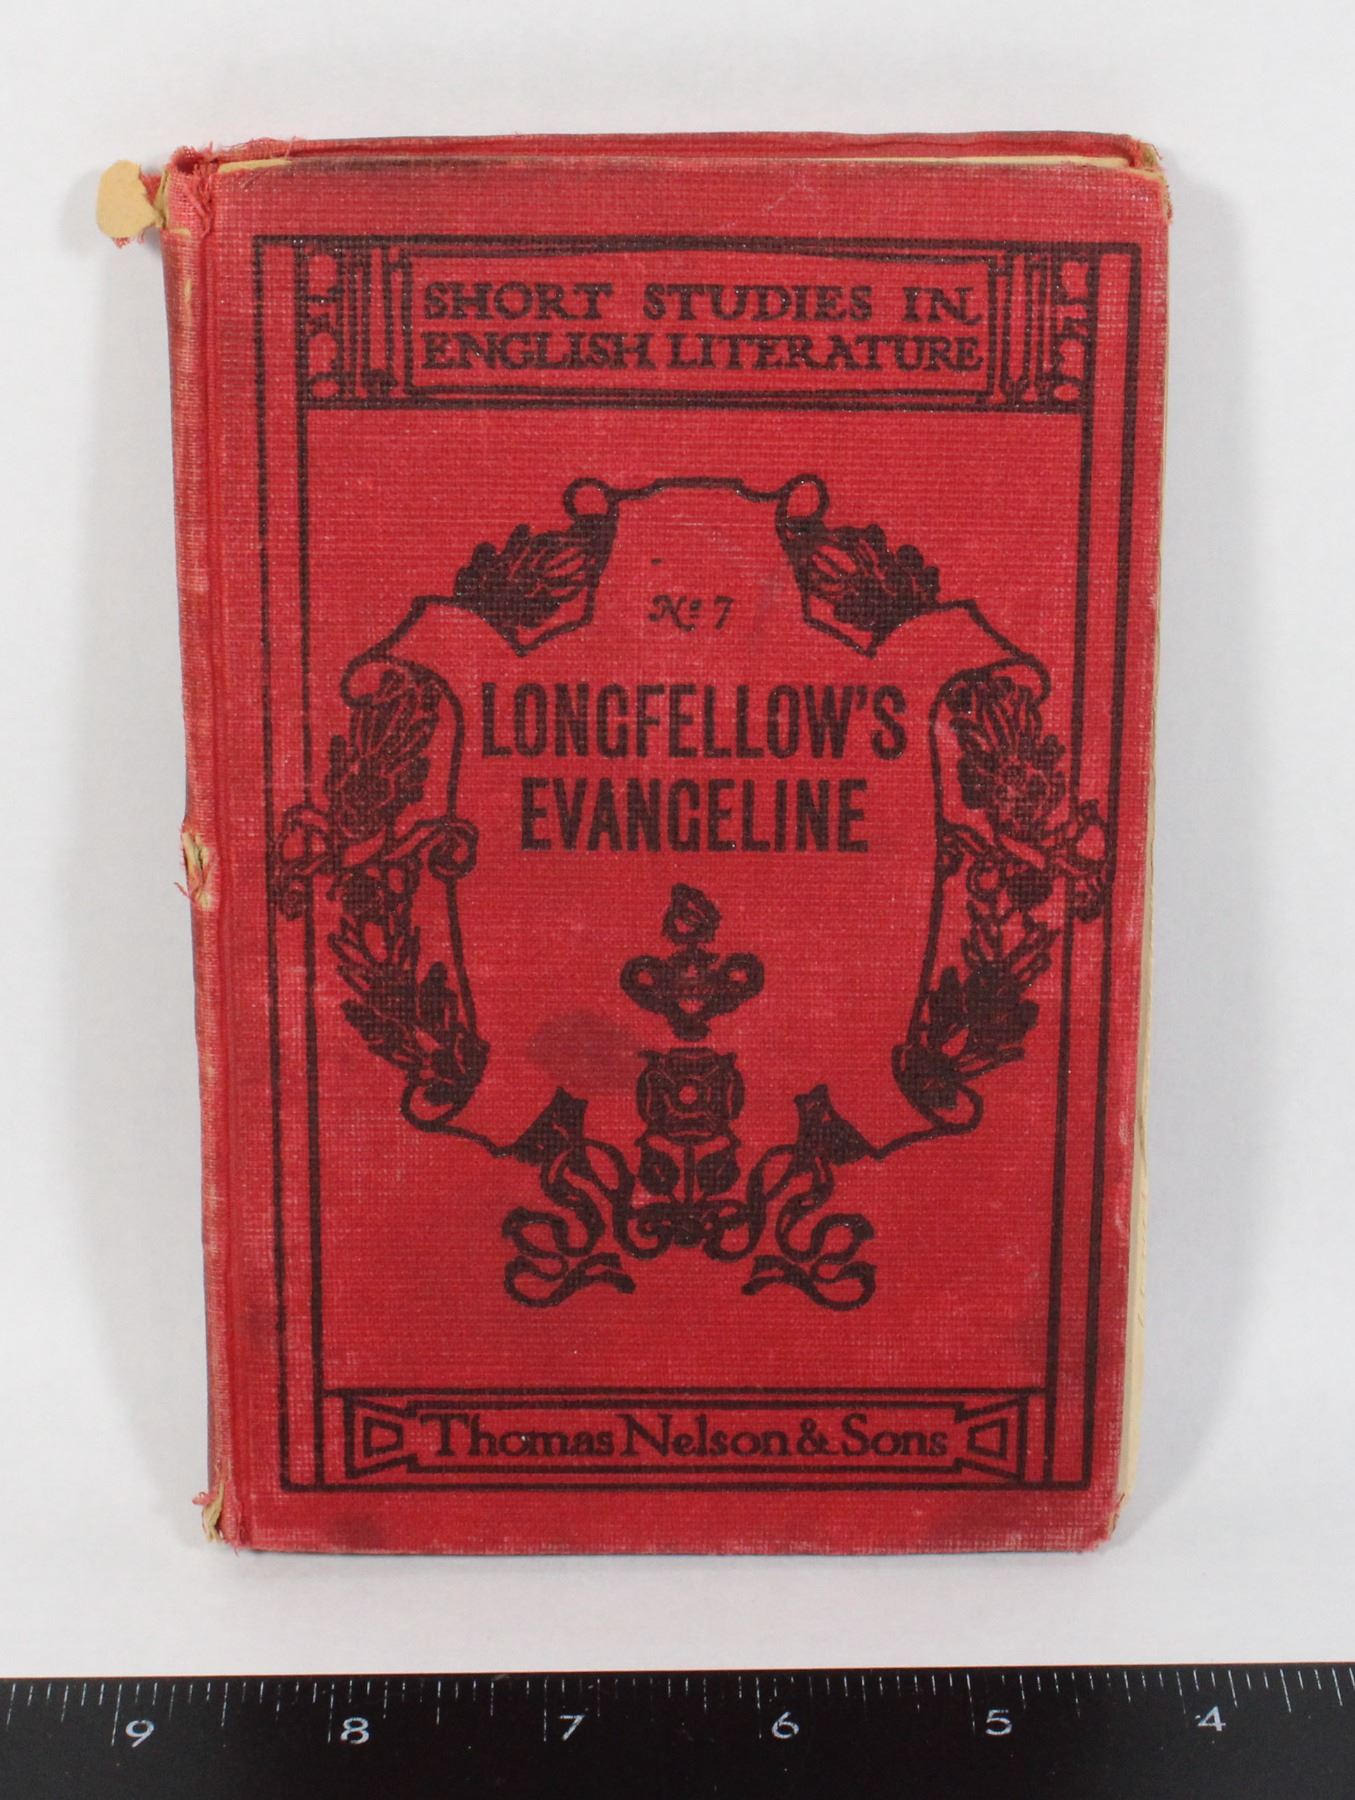 SHORT STUDIES IN
ENGLISH LITERATURE
Nº 7
LONGFELLOW'S
EVANGELINE
Thomas Nelson & Sons
9 8 7 6 5 4